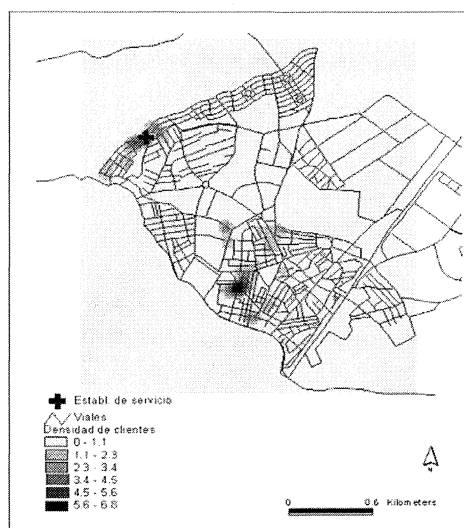 Establ. de servicio
Viales
Densidad de clientes
0 - 1.1
1.1 - 2.3
2.3 - 3.4
3.4 - 4.5
4.5 - 5.6
5.6 - 6.8
N
0 0.6 Kilometers